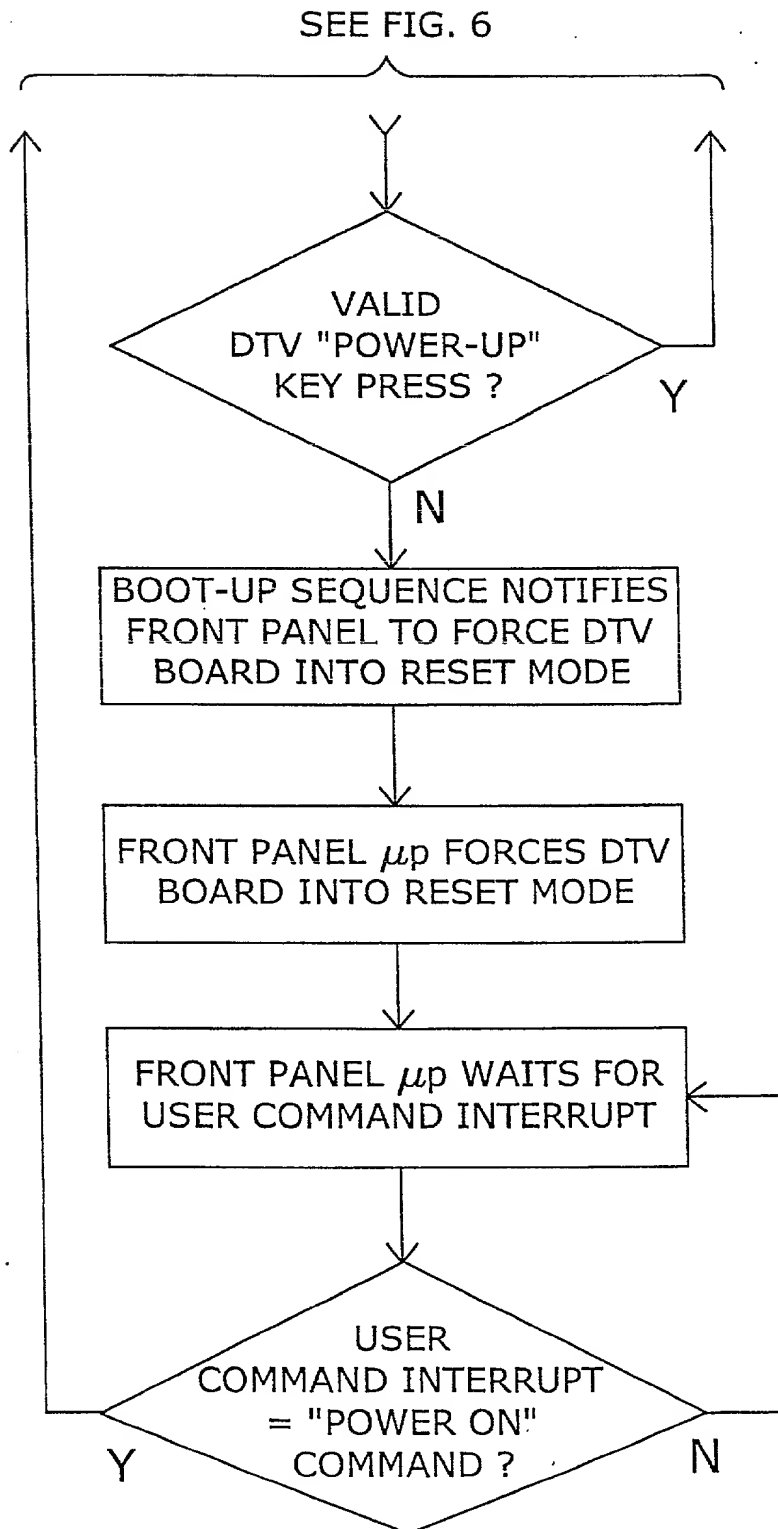 SEE FIG. 6
VALID
DTV "POWER-UP"
KEY PRESS ?
Y
N
BOOT-UP SEQUENCE NOTIFIES
FRONT PANEL TO FORCE DTV
BOARD INTO RESET MODE
FRONT PANEL μp FORCES DTV
BOARD INTO RESET MODE
FRONT PANEL μp WAITS FOR
USER COMMAND INTERRUPT
USER
COMMAND INTERRUPT
= "POWER ON"
COMMAND ?
Y
N